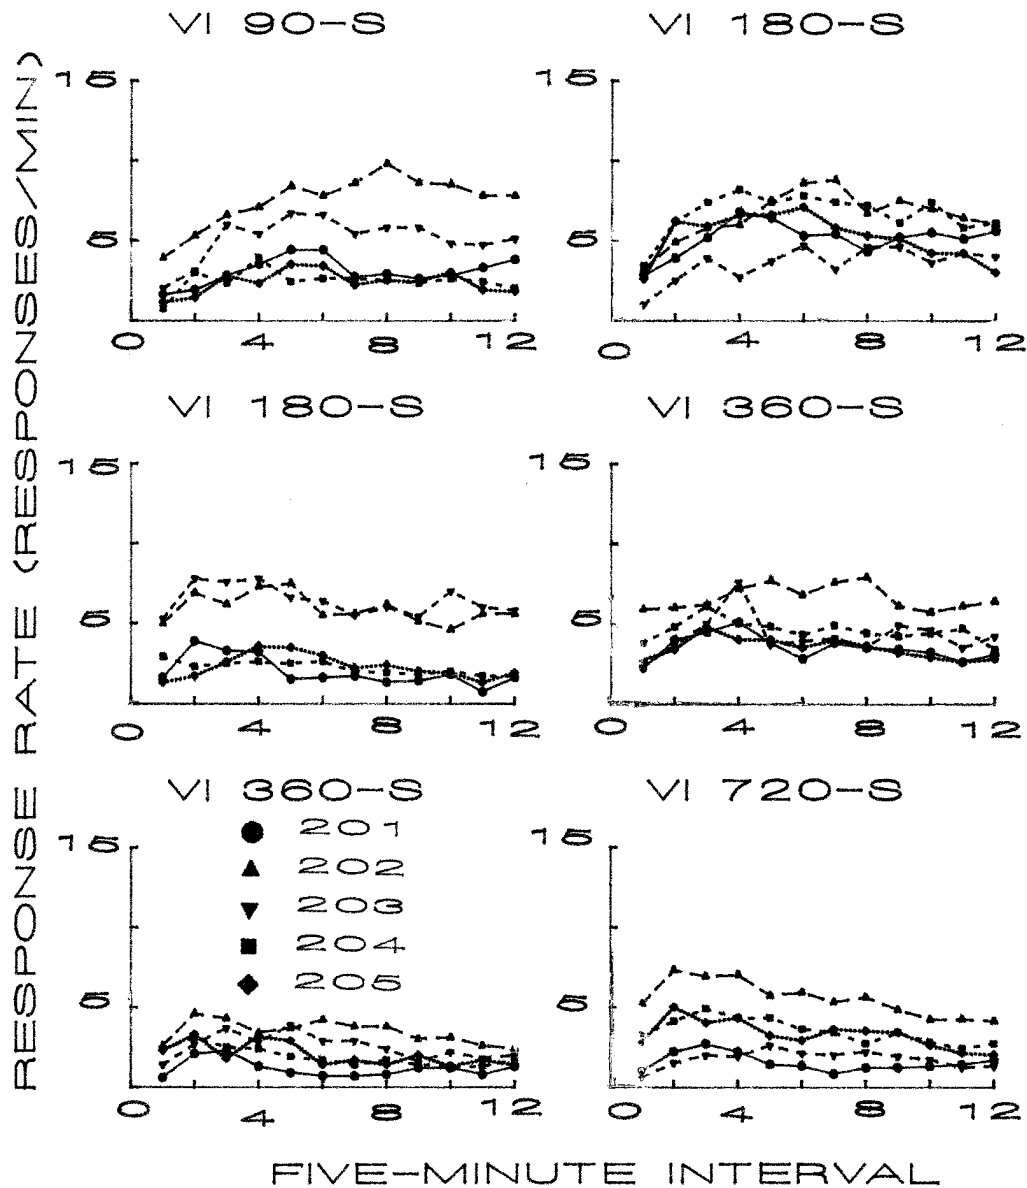 RESPONSE RATE (RESPONSES/MIN)
VI 90-S
15
5
0 4 8 12
VI 180-S
15
5
0 4 8 12
VI 180-S
15
5
0 4 8 12
VI 360-S
15
5
0 4 8 12
VI 360-S
15
5
201
202
203
204
205
0 4 8 12
VI 720-S
15
5
0 4 8 12
FIVE-MINUTE INTERVAL